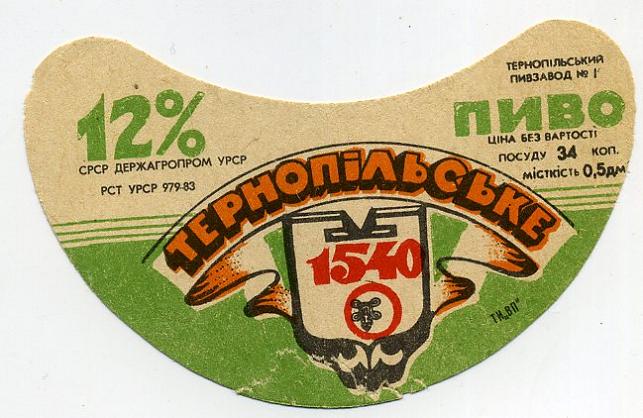 12%
СРСР ДЕРЖАГРОПРОМ УРСР
РСТ УРСР 979-83
ТЕРНОПІЛЬСЬКИЙ
ПИВЗАВОД № 1
ПИВО
ЦІНА БЕЗ ВАРТОСТІ
ПОСУДУ 34 КОП.
МІСТКІСТЬ 0,5ДМ
ТЕРНОПІЛЬСЬКЕ
1540